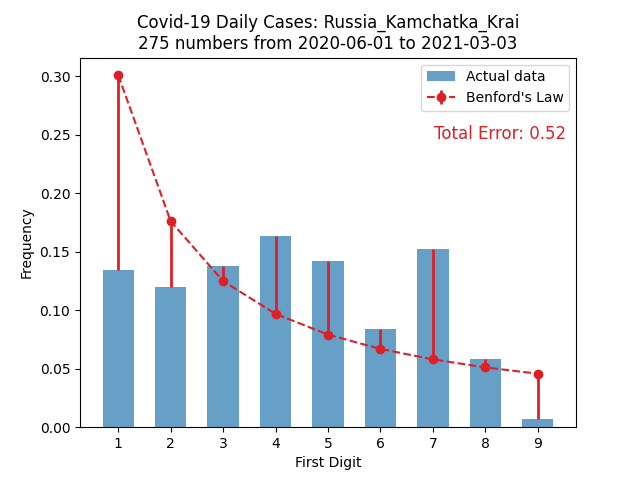 Covid-19 Daily Cases: Russia_Kamchatka_Krai
275 numbers from 2020-06-01 to 2021-03-03
Actual data
Benford's Law
Total Error: 0.52
0.30
0.25
0.20
0.15
0.10
0.05
0.00
Frequency
1 2 3 4 5 6 7 8 9
First Digit